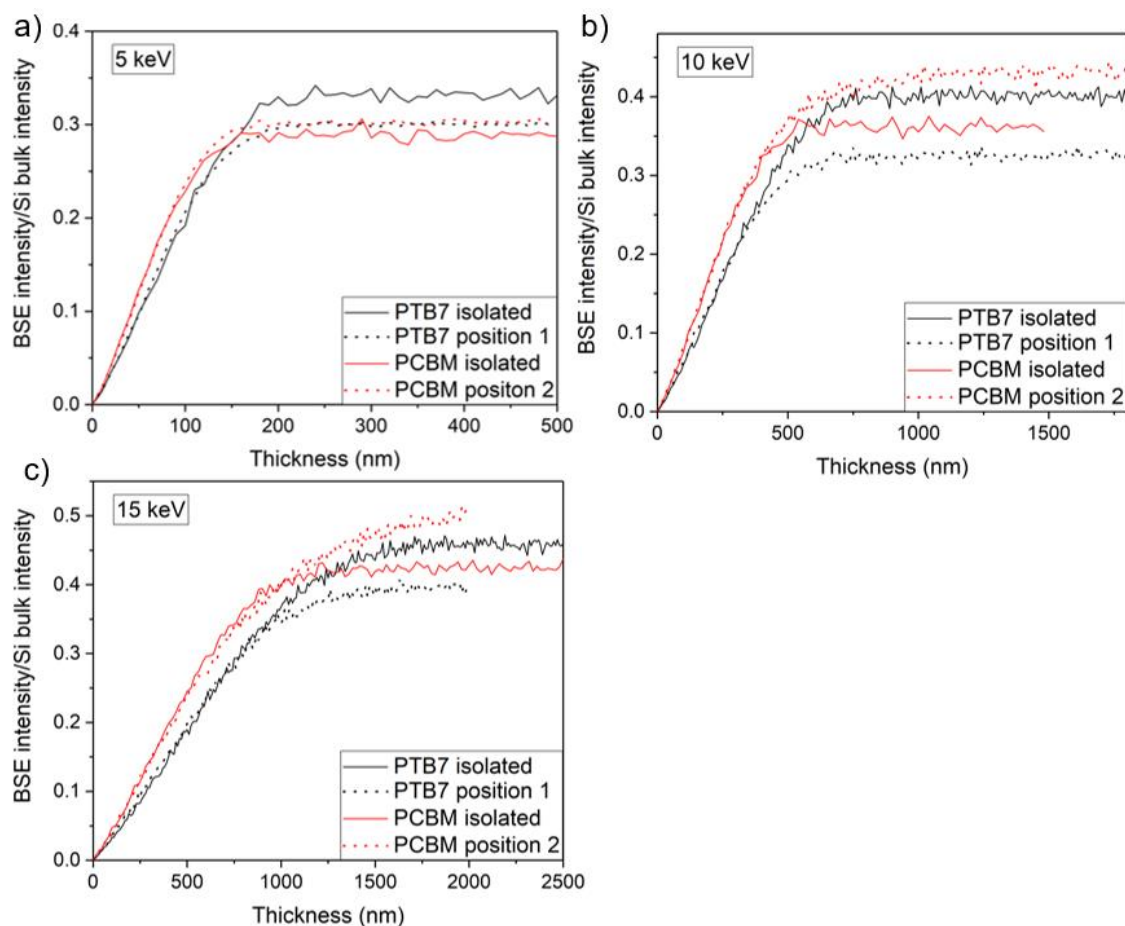 a)
5 keV
BSE intensity/Si bulk intensity
0.4
0.3
0.2
0.1
0.0
0 100 200 300 400 500
Thickness (nm)
PTB7 isolated
PTB7 position 1
PCBM isolated
PCBM positon 2
b)
10 keV
BSE intensity/Si bulk intensity
0.4
0.3
0.2
0.1
0.0
0 500 1000 1500
Thickness (nm)
PTB7 isolated
PTB7 position 1
PCBM isolated
PCBM position 2
c)
15 keV
BSE intensity/Si bulk intensity
0.5
0.4
0.3
0.2
0.1
0.0
0 500 1000 1500 2000 2500
Thickness (nm)
PTB7 isolated
PTB7 position 1
PCBM isolated
PCBM position 2